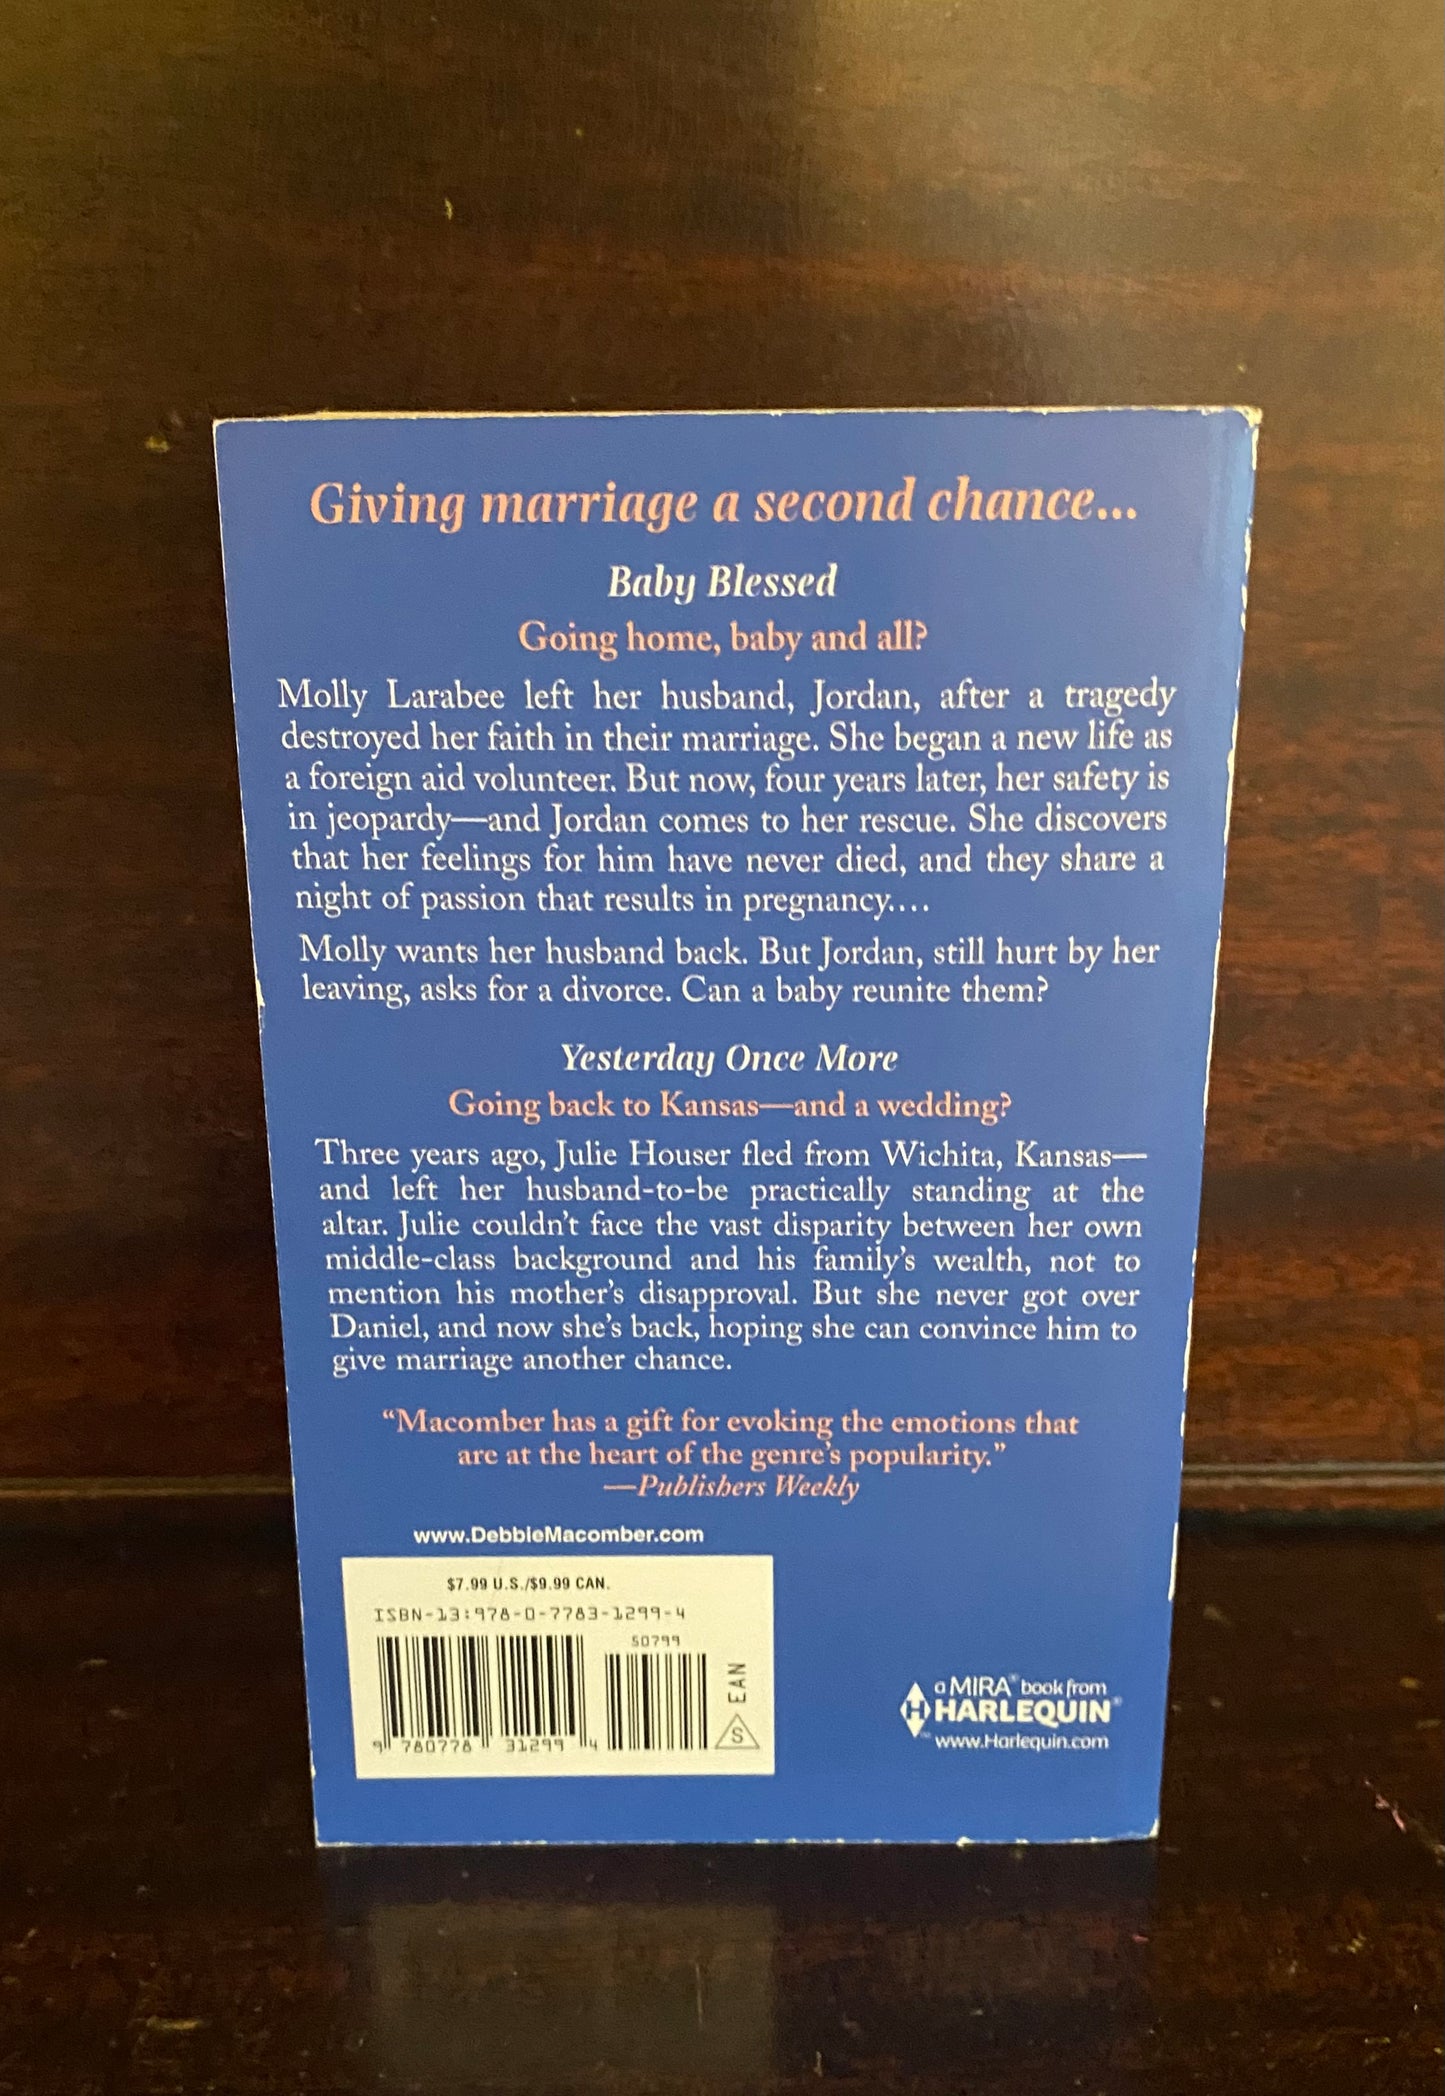 Giving marriage a second chance...
Baby Blessed
Going home, baby and all?
Molly Larabee left her husband, Jordan, after a tragedy
destroyed her faith in their marriage. She began a new life as
a foreign aid volunteer. But now, four years later, her safety is
in jeopardy—and Jordan comes to her rescue. She discovers
that her feelings for him have never died, and they share a
night of passion that results in pregnancy....
Molly wants her husband back. But Jordan, still hurt by her
leaving, asks for a divorce. Can a baby reunite them?
Yesterday Once More
Going back to Kansas—and a wedding?
Three years ago, Julie Houser fled from Wichita, Kansas—
and left her husband-to-be practically standing at the
altar. Julie couldn't face the vast disparity between her own
middle-class background and his family's wealth, not to
mention his mother's disapproval. But she never got over
Daniel, and now she's back, hoping she can convince him to
give marriage another chance.
“Macomber has a gift for evoking the emotions that
are at the heart of the genre's popularity.”
—Publishers Weekly
www.DebbieMacomber.com
$7.99 U.S./$9.99 CAN.
ISBN-13:978-0-7783-1299-4
50799
EAN
S
9 780778 31299 4
a MIRA® book from
H HARLEQUIN®
www.Harlequin.com